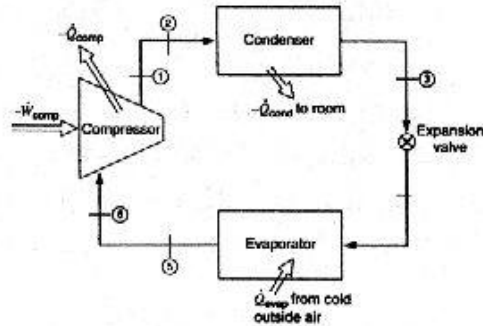 ②
-Q̇comp
Condenser
①
③
-Q̇cond to room
-Ẇcomp
Compressor
Expansion
valve
⑥
Evaporator
⑤
Q̇evap from cold
outside air